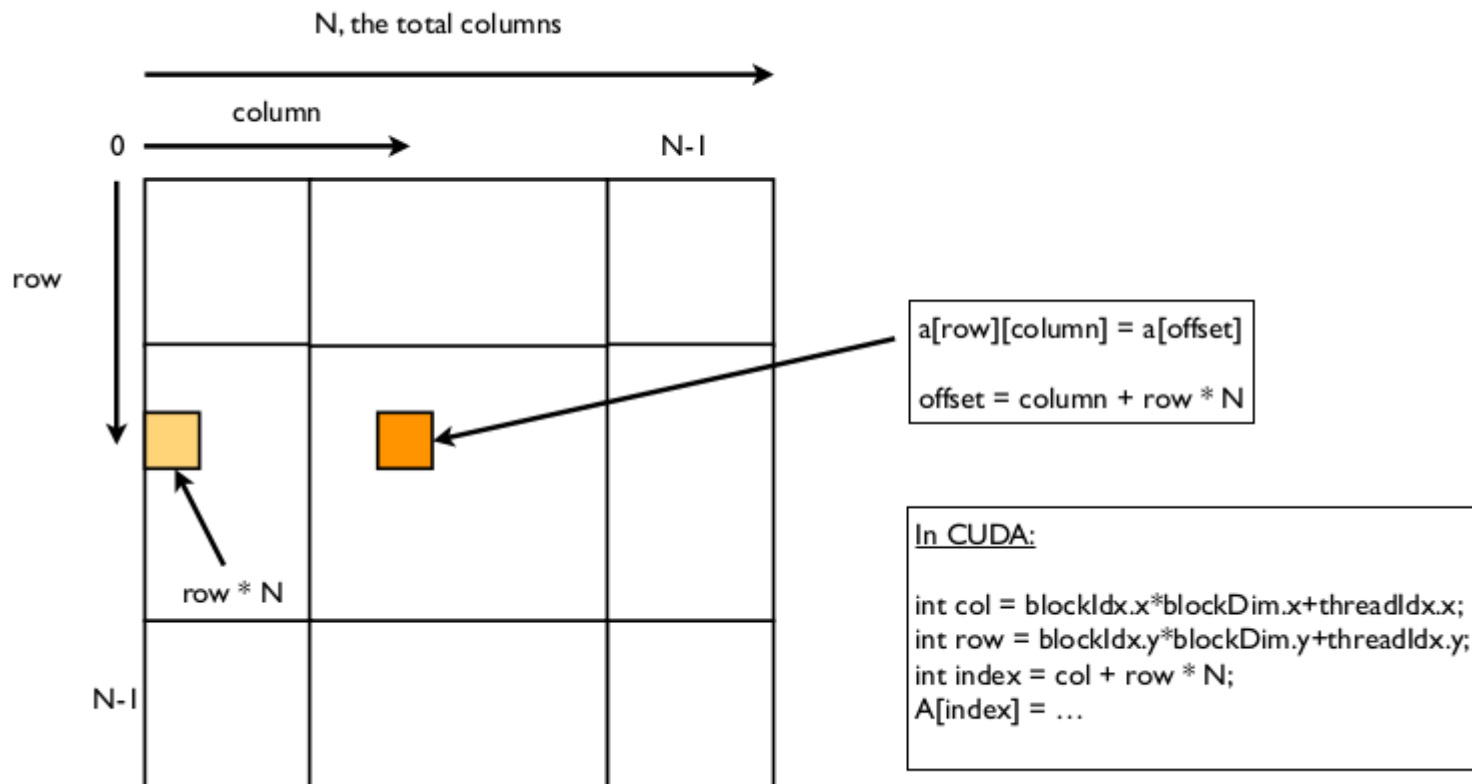 N, the total columns
column
0
N-1
row
a[row][column] = a[offset]
offset = column + row * N
In CUDA:
row * N
int col = blockIdx.x*blockDim.x+threadIdx.x;
int row = blockIdx.y*blockDim.y+threadIdx.y;
int index = col + row * N;
N-1
A[index] = …